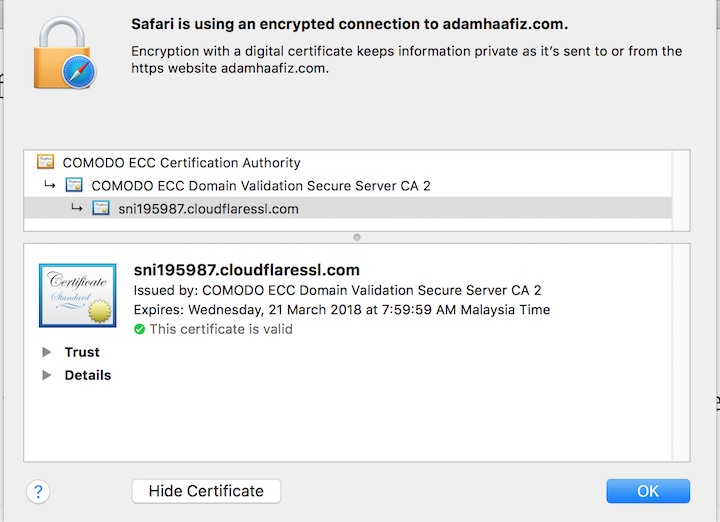 Safari is using an encrypted connection to adamhaafiz.com.
Encryption with a digital certificate keeps information private as it's sent to or from the
https website adamhaafiz.com.
COMODO ECC Certification Authority
COMODO ECC Domain Validation Secure Server CA 2
sni195987.cloudflaressl.com
Certificate
Standard
sni195987.cloudflaressl.com
Issued by: COMODO ECC Domain Validation Secure Server CA 2
Expires: Wednesday, 21 March 2018 at 7:59:59 AM Malaysia Time
This certificate is valid
Trust
Details
?
Hide Certificate
OK